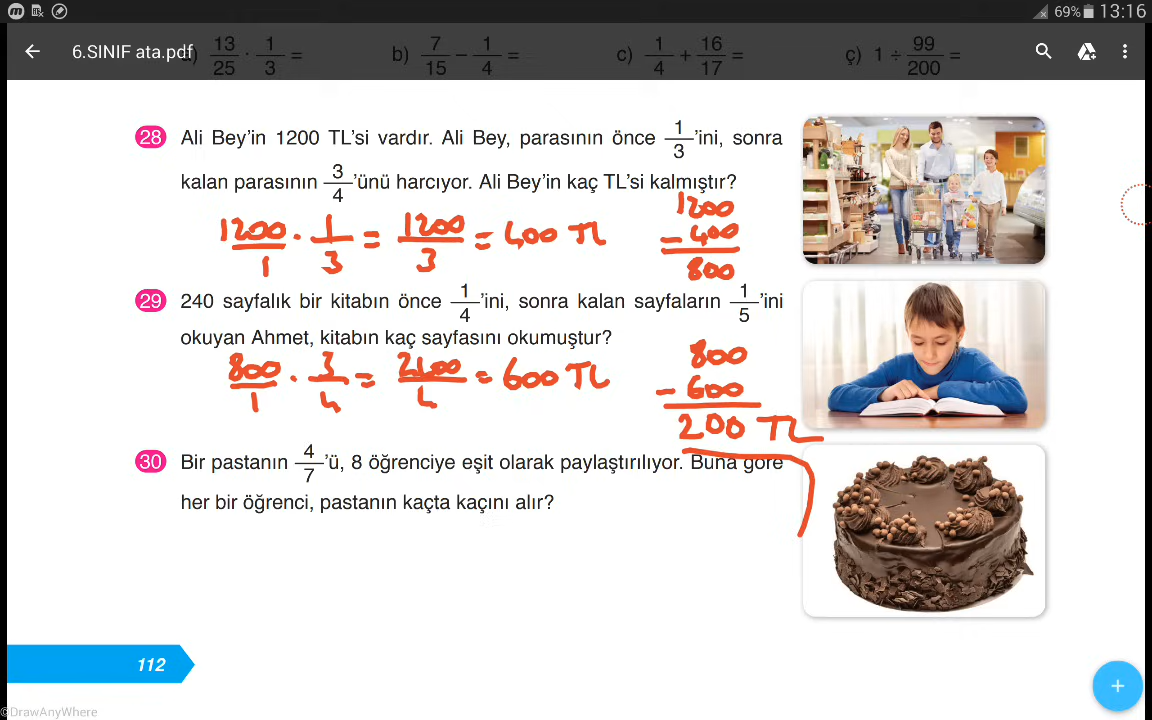 69% 13:16
6.SINIF ata.pdf
13/25 · 1/3 = b) 7/15 − 1/4 = c) 1/4 + 16/17 = ç) 1 ÷ 99/200 =
28 Ali Bey'in 1200 TL'si vardır. Ali Bey, parasının önce 1/3'ini, sonra
kalan parasının 3/4'ünü harcıyor. Ali Bey'in kaç TL'si kalmıştır?
1200/1 · 1/3 = 1200/3 = 400 TL
1200
− 400
800
29 240 sayfalık bir kitabın önce 1/4'ini, sonra kalan sayfaların 1/5'ini
okuyan Ahmet, kitabın kaç sayfasını okumuştur?
800/1 · 3/4 = 2400/4 = 600 TL
800
− 600
200 TL
30 Bir pastanın 4/7'ü, 8 öğrenciye eşit olarak paylaştırılıyor. Buna göre
her bir öğrenci, pastanın kaçta kaçını alır?
112
©DrawAnyWhere